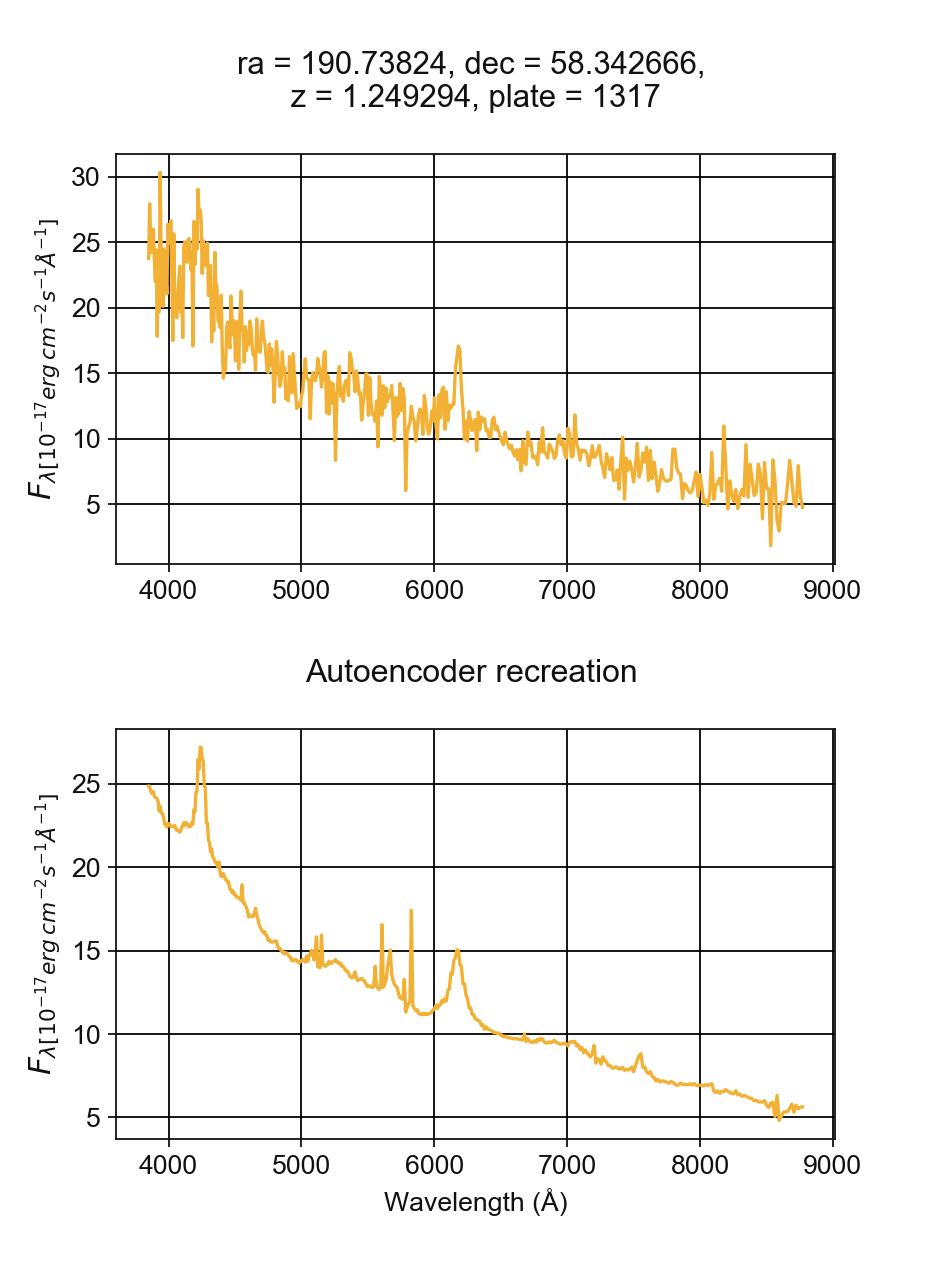 ra = 190.73824, dec = 58.342666,
z = 1.249294, plate = 1317
30
25
20
15
10
5
F_λ[10^{-17} erg cm^{-2} s^{-1} Å^{-1}]
4000 5000 6000 7000 8000 9000
Autoencoder recreation
25
20
15
10
5
F_λ[10^{-17} erg cm^{-2} s^{-1} Å^{-1}]
4000 5000 6000 7000 8000 9000
Wavelength (Å)